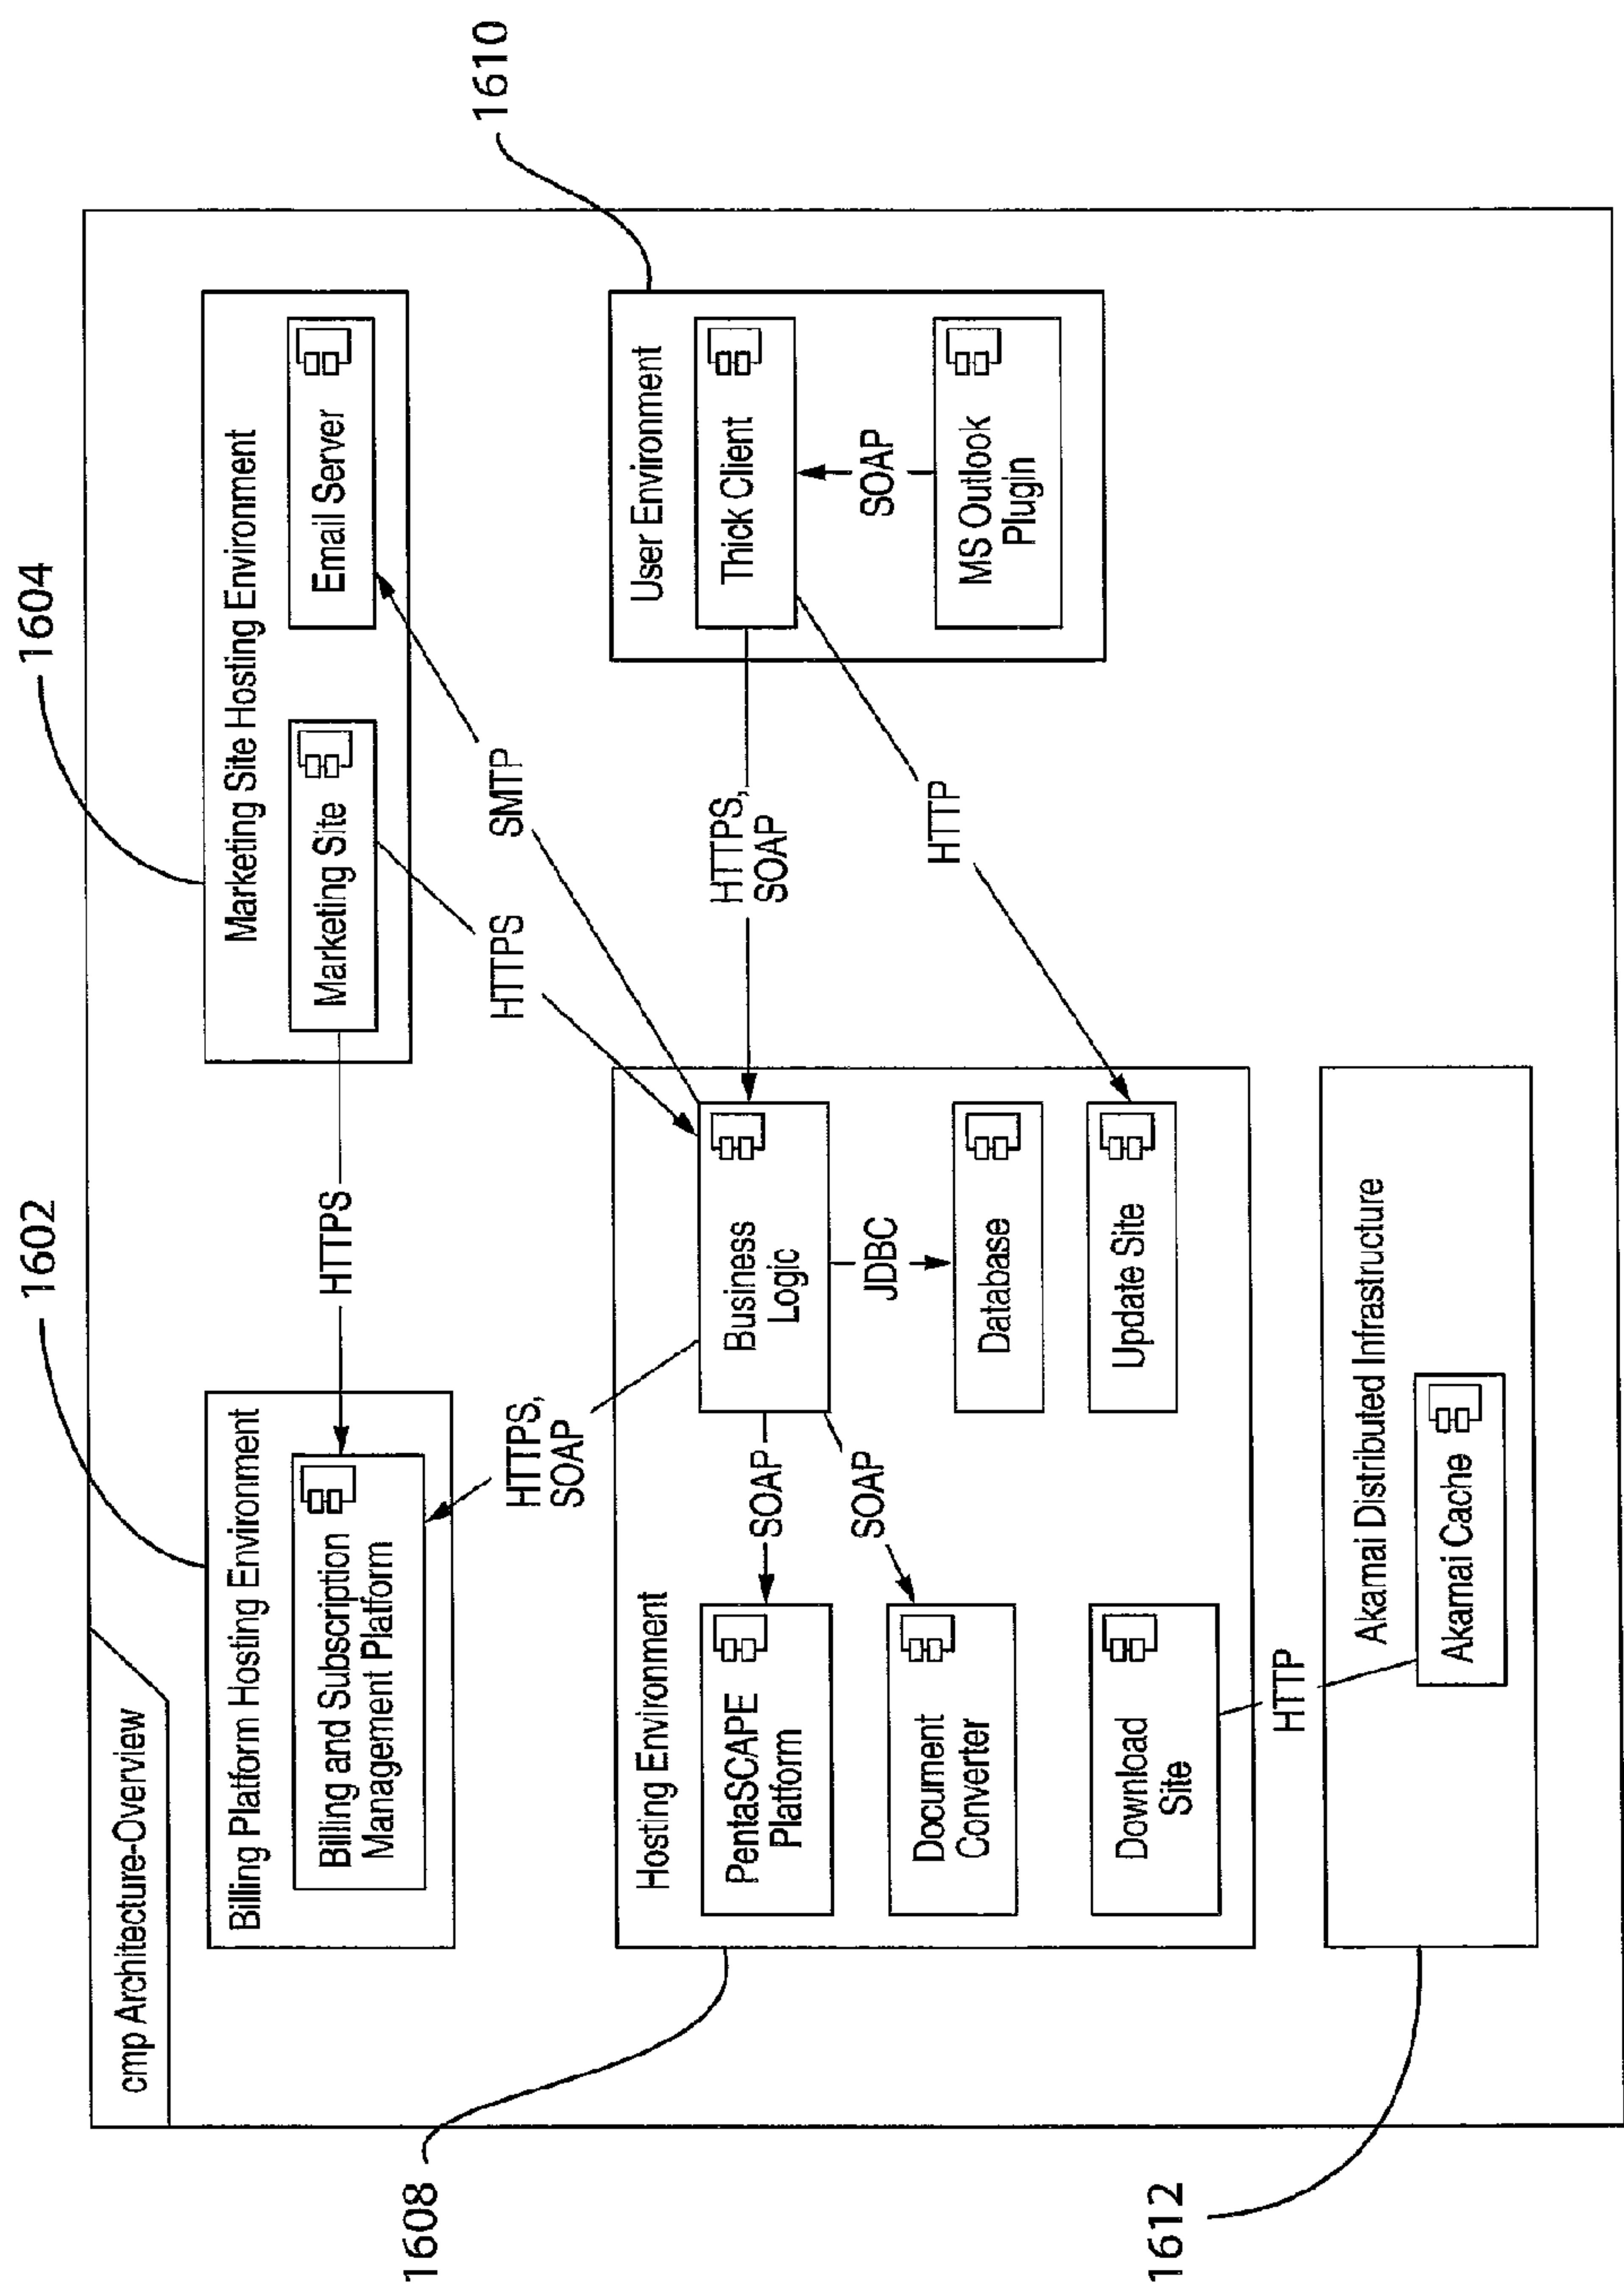 cmp Architecture-Overview
1602
1604
Billing Platform Hosting Environment
Billing and Subscription
Management Platform
HTTPS
Marketing Site Hosting Environment
Marketing Site
Email Server
HTTPS,
SOAP
HTTPS
SMTP
1610
1608
Hosting Environment
PentaSCAPE
Platform
SOAP
Business
Logic
HTTPS,
SOAP
User Environment
Thick Client
SOAP
JDBC
SOAP
Document
Converter
Database
HTTP
MS Outlook
Plugin
Download
Site
Update Site
HTTP
1612
Akamai Distributed Infrastructure
Akamai Cache